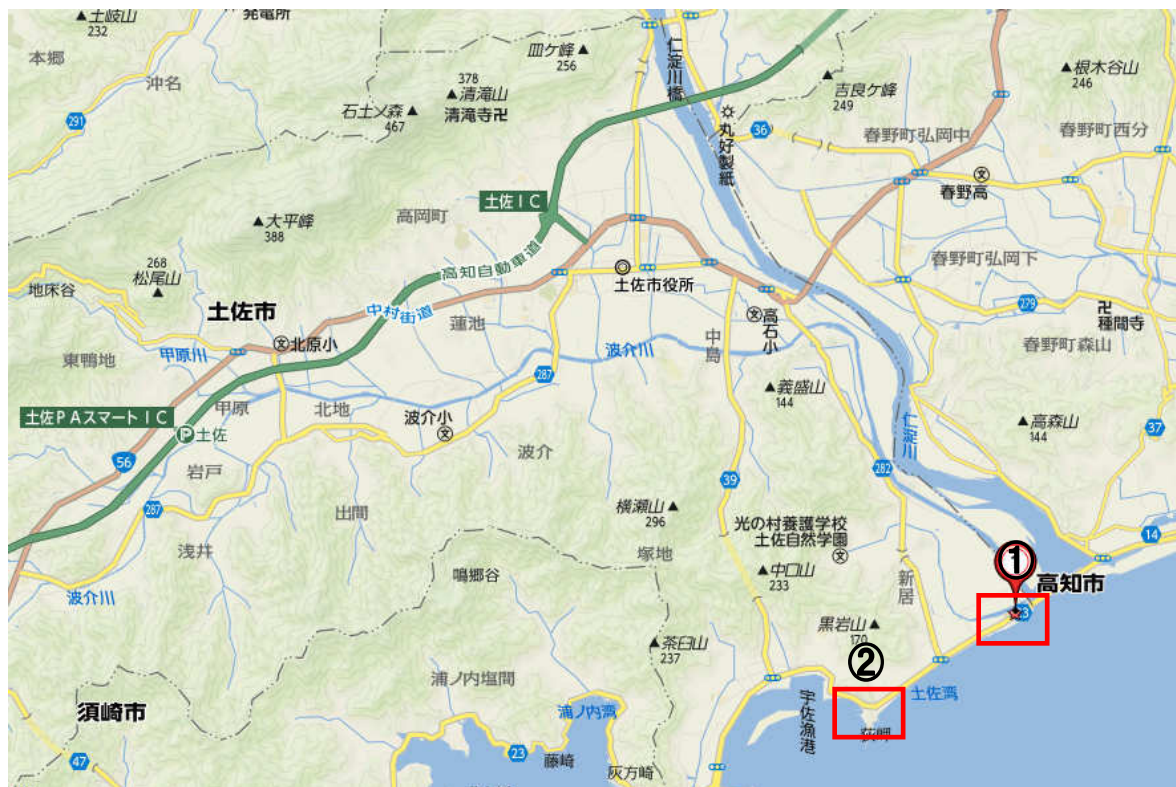 土岐山
232
発電所
本郷
沖名
291
皿ケ峰
256
378
清滝山
清滝寺
石土メ森
467
仁淀川橋
吉良ケ峰
249
根木谷山
246
丸好製紙
36
春野町弘岡中
春野町西分
文
春野高
土佐IC
高岡町
大平峰
388
高知自動車道
土佐市役所
春野町弘岡下
268
松尾山
地床谷
土佐市
中村街道
蓮池
279
種間寺
文
北原小
文
高石小
中島
東鴨地
甲原川
波介川
287
春野町森山
義盛山
144
土佐PAスマートIC
甲原
北地
波介小
文
P
土佐
仁淀川
高森山
144
37
56
岩戸
波介
282
39
287
出間
横瀬山
296
光の村養護学校
土佐自然学園
文
14
浅井
塚地
鳴郷谷
中口山
233
新居
①
高知市
波介川
黒岩山
170
茶臼山
237
②
浦ノ内塩間
土佐湾
宇佐漁港
荻岬
須崎市
浦ノ内湾
47
23
藤崎
灰方崎